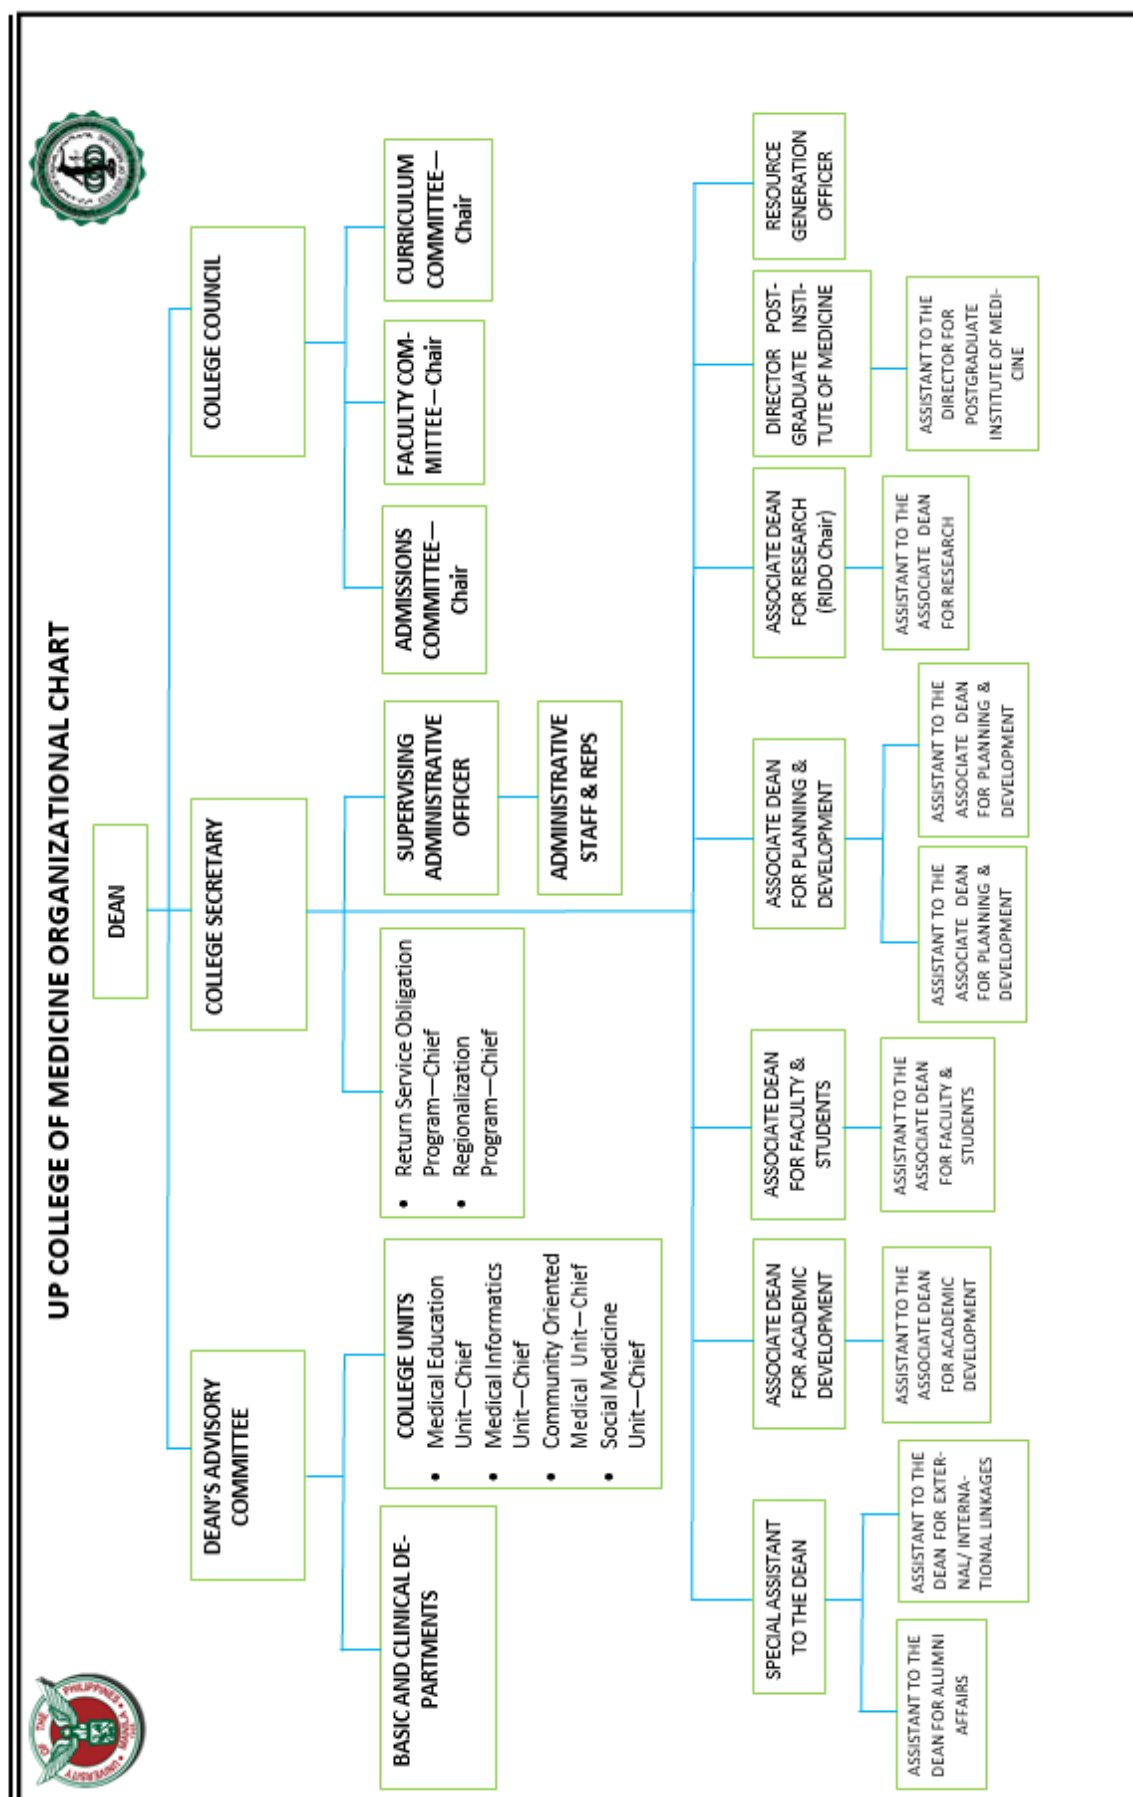 UP COLLEGE OF MEDICINE ORGANIZATIONAL CHART
UNIVERSITY OF THE PHILIPPINES MANILA
DEAN
DEAN'S ADVISORY
COMMITTEE
COLLEGE SECRETARY
COLLEGE COUNCIL
BASIC AND CLINICAL DE-
PARTMENTS
COLLEGE UNITS
• Medical Education
Unit—Chief
• Medical Informatics
Unit—Chief
• Community Oriented
Medical Unit—Chief
• Social Medicine
Unit—Chief
• Return Service Obligation
Program—Chief
• Regionalization
Program—Chief
SUPERVISING
ADMINISTRATIVE
OFFICER
ADMINISTRATIVE
STAFF & REPS
ADMISSIONS
COMMITTEE—
Chair
FACULTY COM-
MITTEE—Chair
CURRICULUM
COMMITTEE—
Chair
SPECIAL ASSISTANT
TO THE DEAN
ASSOCIATE DEAN
FOR ACADEMIC
DEVELOPMENT
ASSOCIATE DEAN
FOR FACULTY &
STUDENTS
ASSOCIATE DEAN
FOR PLANNING &
DEVELOPMENT
ASSOCIATE DEAN
FOR RESEARCH
(RIDO Chair)
DIRECTOR POST-
GRADUATE INSTI-
TUTE OF MEDICINE
RESOURCE
GENERATION
OFFICER
ASSISTANT TO THE
DEAN FOR ALUMNI
AFFAIRS
ASSISTANT TO THE
DEAN FOR EXTER-
NAL/ INTERNA-
TIONAL LINKAGES
ASSISTANT TO THE
ASSOCIATE DEAN
FOR ACADEMIC
DEVELOPMENT
ASSISTANT TO THE
ASSOCIATE DEAN
FOR FACULTY &
STUDENTS
ASSISTANT TO THE
ASSOCIATE DEAN
FOR PLANNING &
DEVELOPMENT
ASSISTANT TO THE
ASSOCIATE DEAN
FOR PLANNING &
DEVELOPMENT
ASSISTANT TO THE
ASSOCIATE DEAN
FOR RESEARCH
ASSISTANT TO THE
DIRECTOR FOR
POSTGRADUATE
INSTITUTE OF MEDI-
CINE